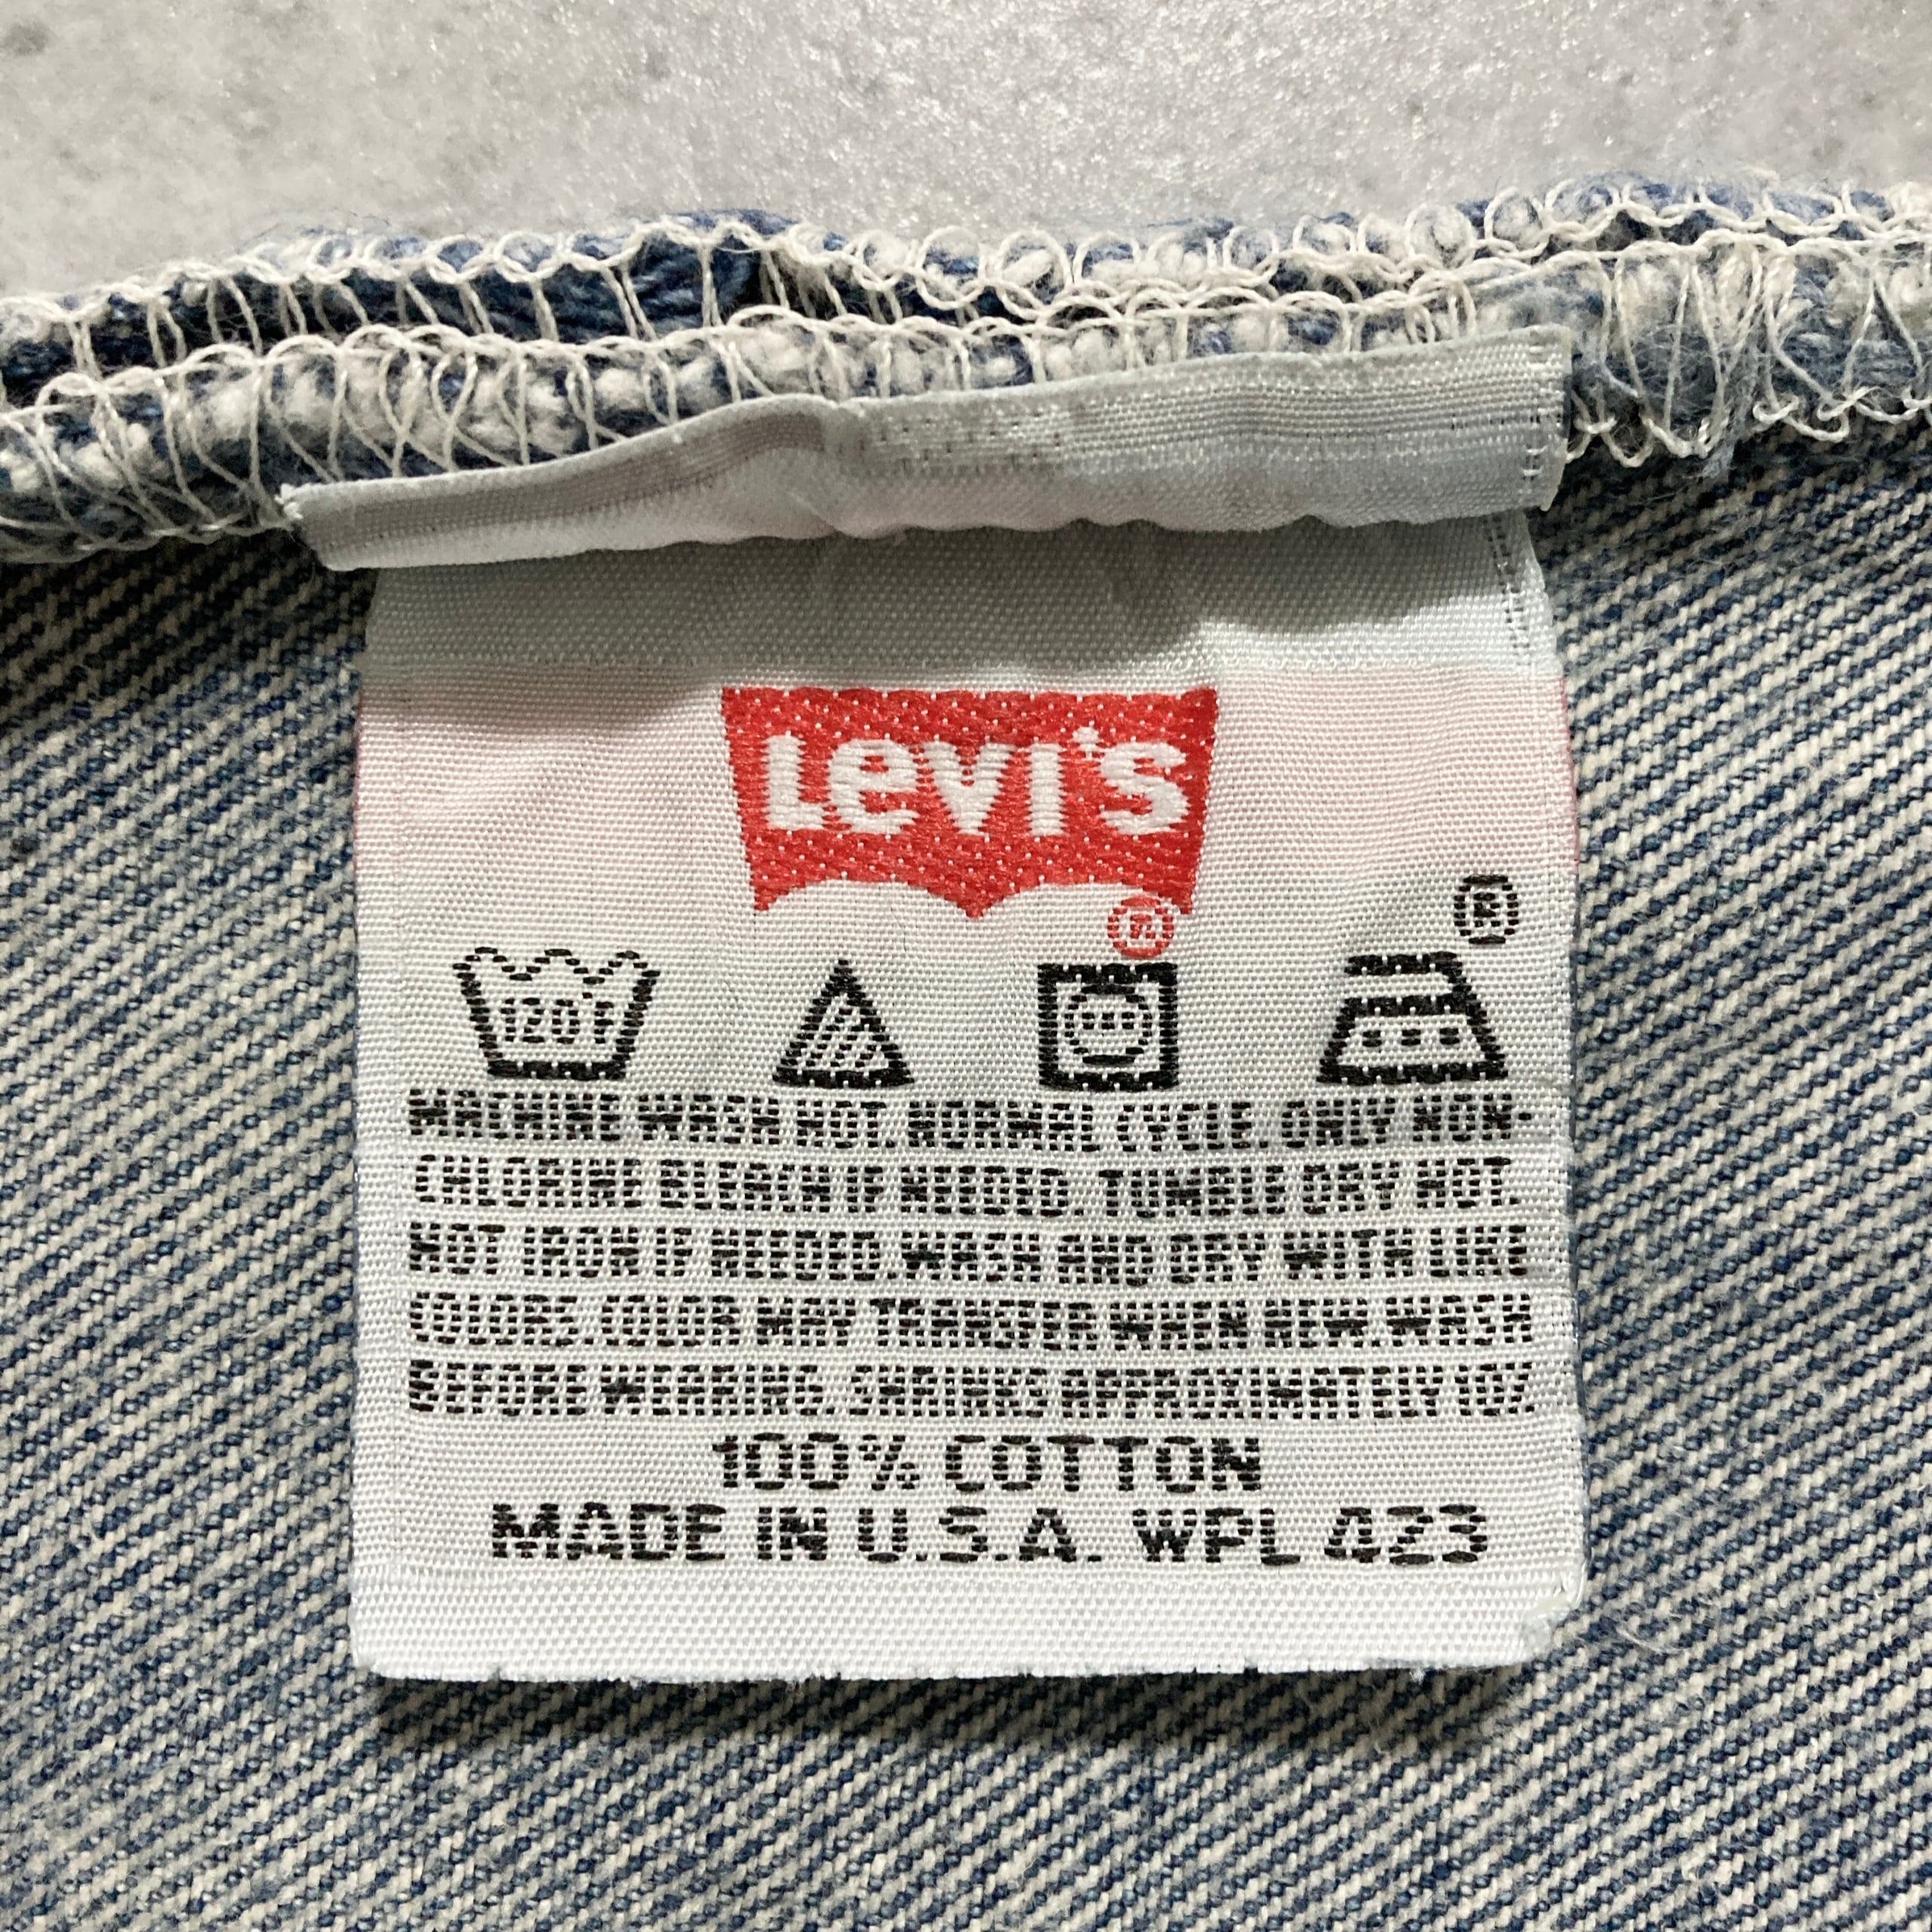 Levi's
®
®
120°F
MACHINE WASH HOT. NORMAL CYCLE. ONLY NON-
CHLORINE BLEACH IF NEEDED. TUMBLE DRY HOT.
HOT IRON IF NEEDED. WASH AND DRY WITH LIKE
COLORS. COLOR MAY TRANSFER WHEN NEW. WASH
BEFORE WEARING. SHRINKS APPROXIMATELY 10%.
100% COTTON
MADE IN U.S.A. WPL 423